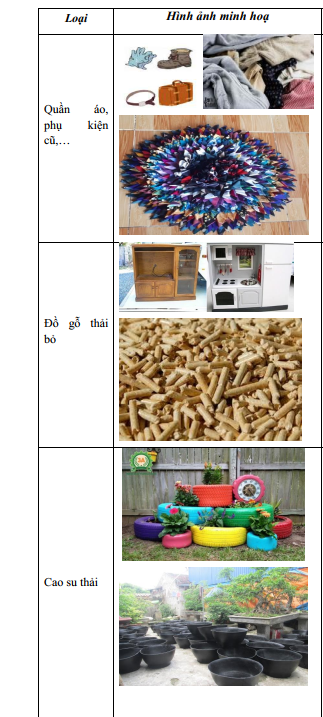 Loại
Hình ảnh minh hoạ
Quần áo,
phụ kiện
cũ,…
Đồ gỗ thải
bỏ
Cao su thải